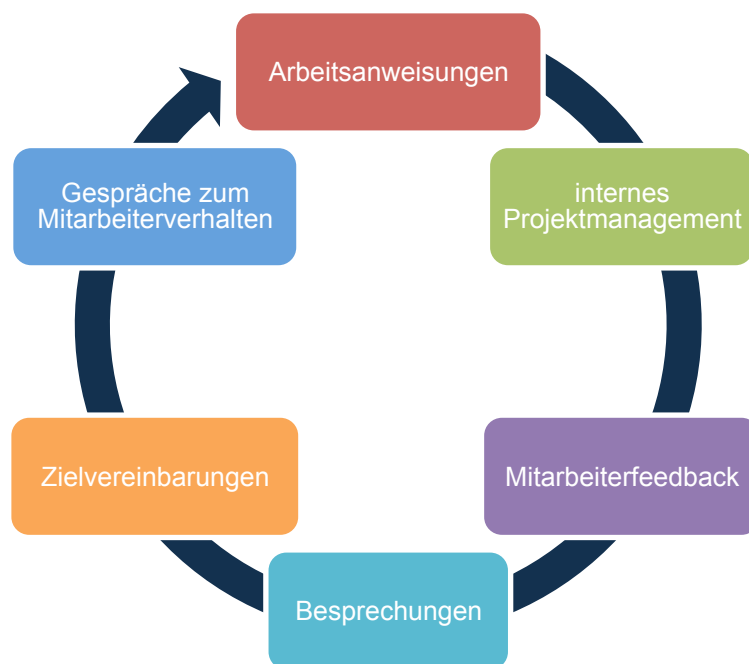 Arbeitsanweisungen
internes
Projektmanagement
Mitarbeiterfeedback
Besprechungen
Zielvereinbarungen
Gespräche zum
Mitarbeiterverhalten